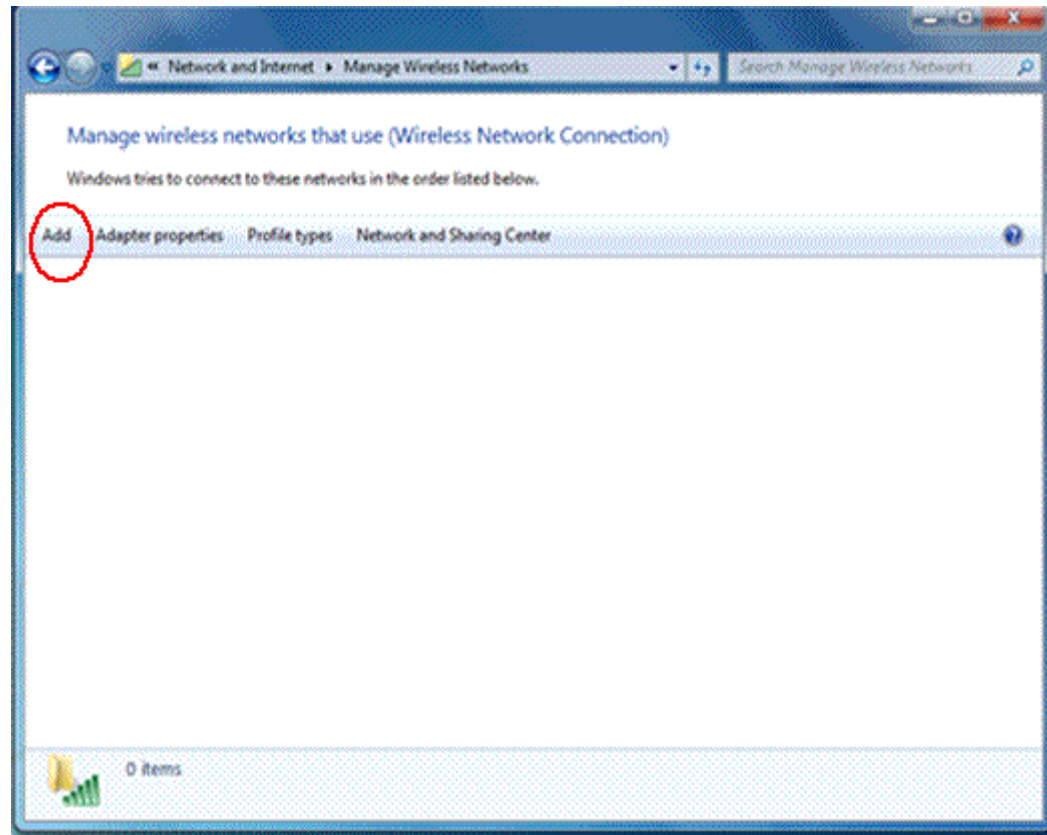 « Network and Internet ▸ Manage Wireless Networks
Search Manage Wireless Networks
Manage wireless networks that use (Wireless Network Connection)
Windows tries to connect to these networks in the order listed below.
Add Adapter properties Profile types Network and Sharing Center
0 items